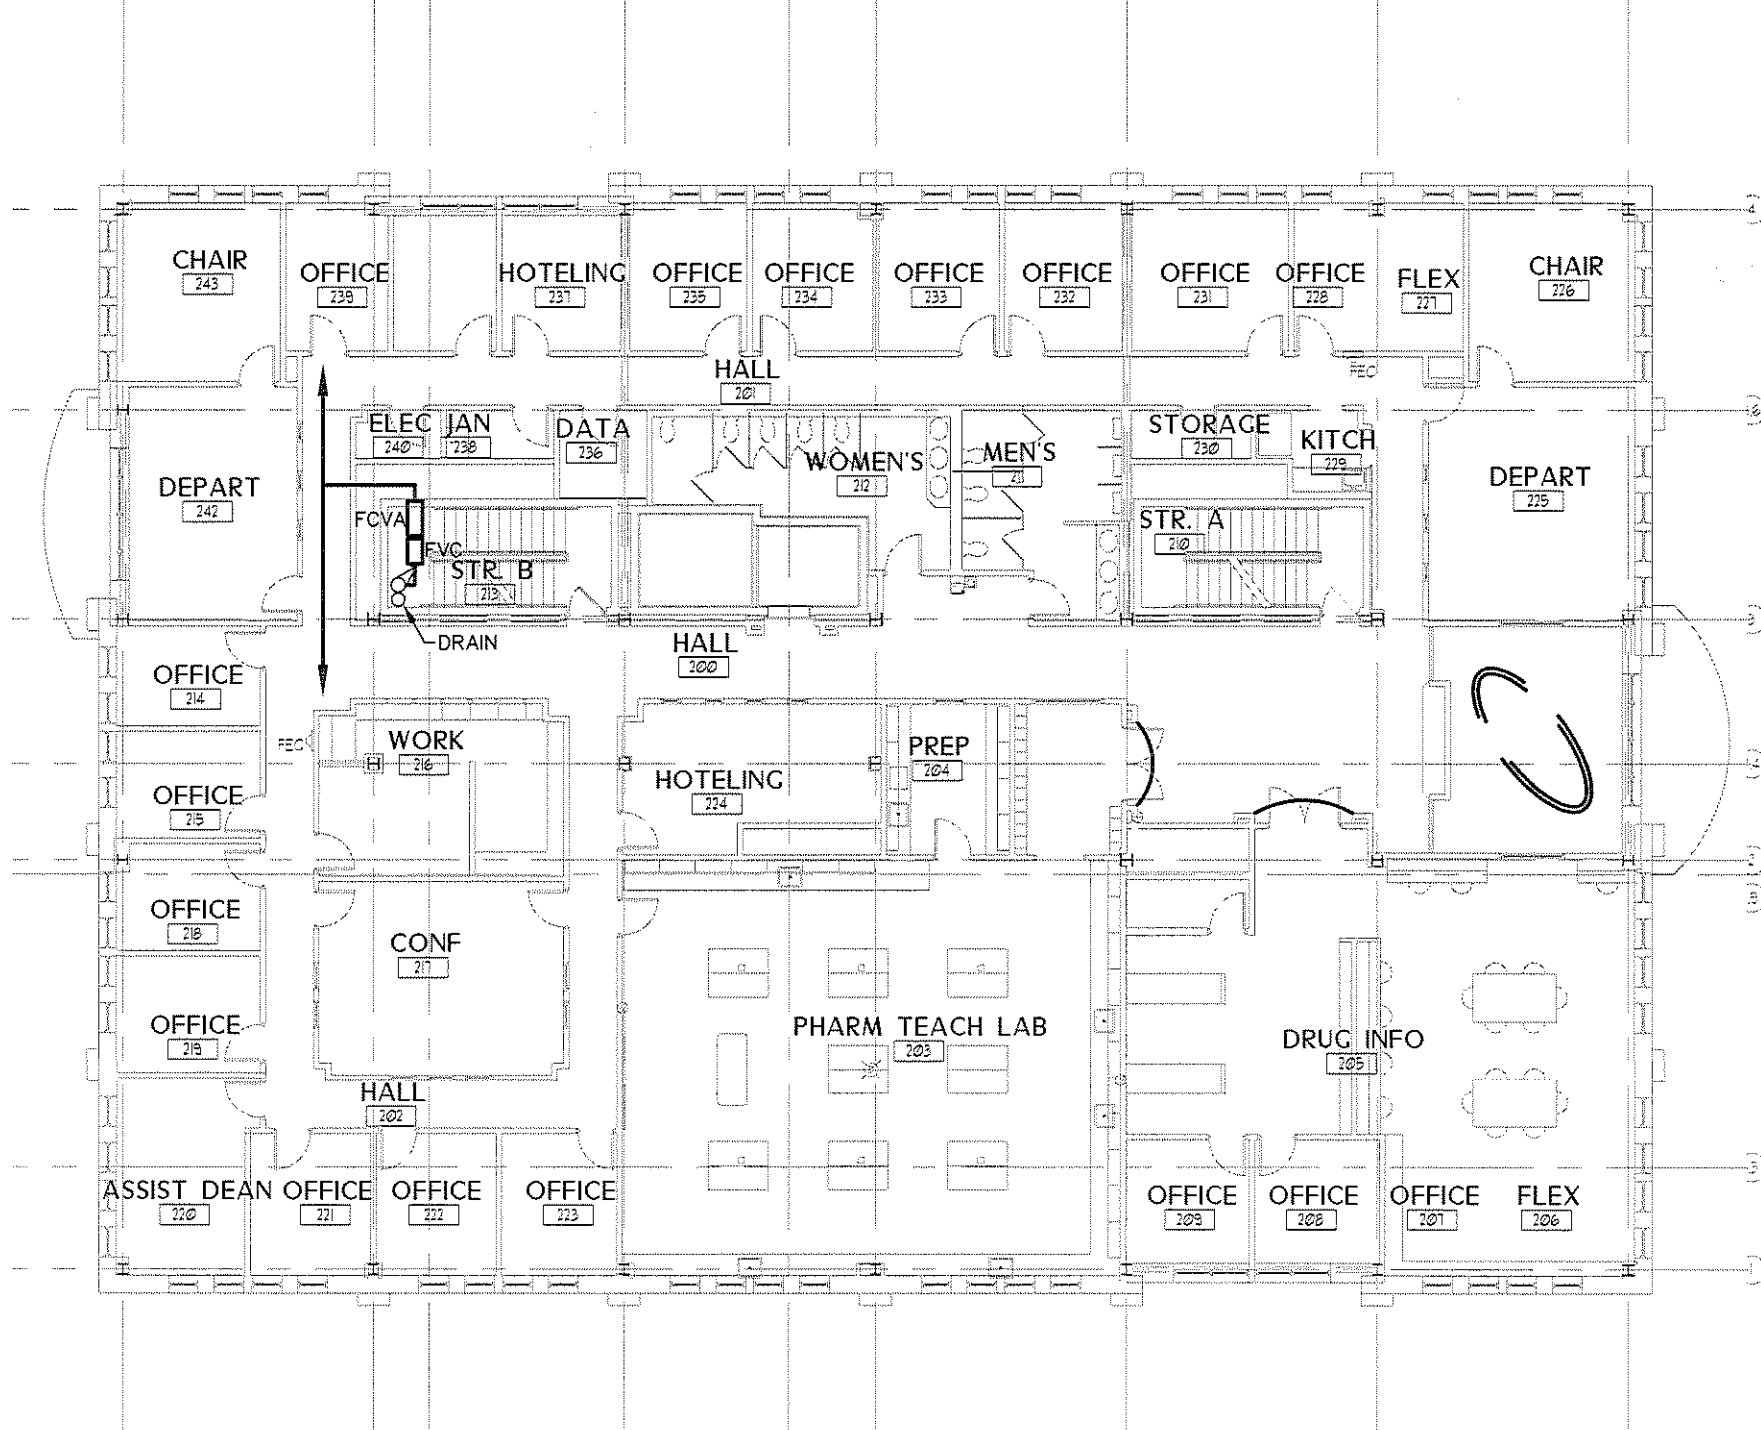 CHAIR
243
OFFICE
239
HOTELING
237
OFFICE
235
OFFICE
234
OFFICE
233
OFFICE
232
OFFICE
231
OFFICE
228
FLEX
227
CHAIR
226
4
HALL
201
FEC
ELEC
240
JAN
238
DATA
236
WOMEN'S
212
MEN'S
211
STORAGE
230
KITCH
229
DEPART
242
DEPART
225
FCVA
FVC
STR. B
213
STR. A
210
DRAIN
HALL
200
OFFICE
214
FEC
WORK
216
PREP
204
HOTELING
224
OFFICE
215
OFFICE
218
CONF
217
OFFICE
219
PHARM TEACH LAB
203
DRUG INFO
205
HALL
202
ASSIST DEAN
220
OFFICE
221
OFFICE
222
OFFICE
223
OFFICE
209
OFFICE
208
OFFICE
207
FLEX
206